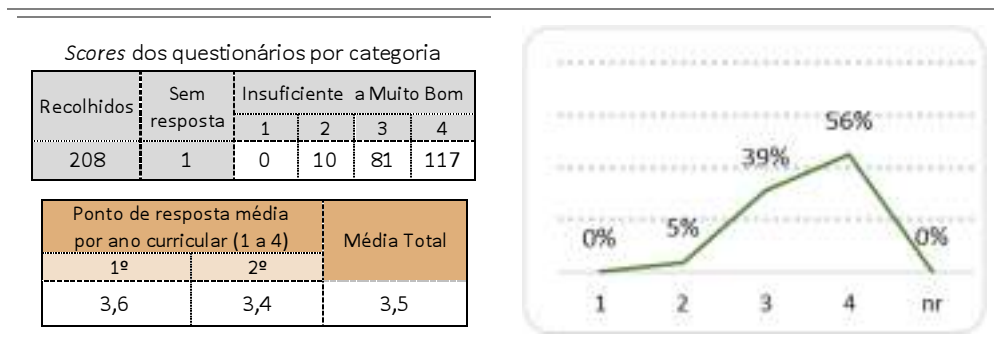 Scores dos questionários por categoria
Recolhidos Sem resposta Insuficiente a Muito Bom
1 2 3 4
208 1 0 10 81 117
Ponto de resposta média
por ano curricular (1 a 4) Média Total
1º 2º
3,6 3,4 3,5
56%
39%
5%
0% 0%
1 2 3 4 nr